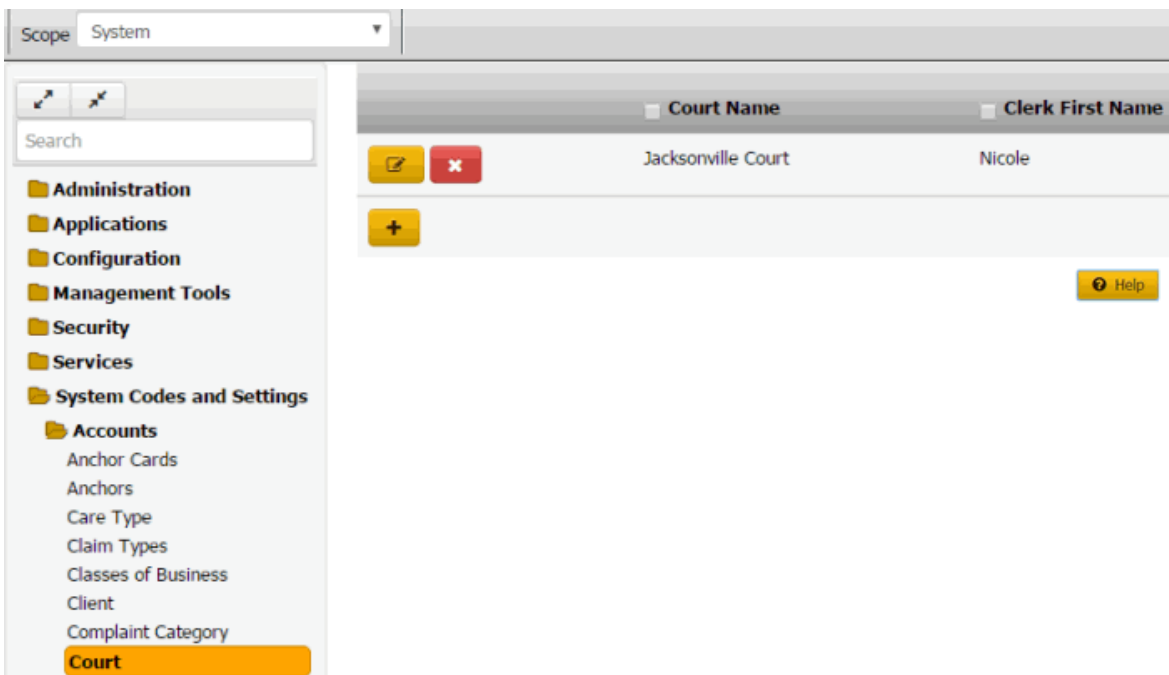 Scope System
Search
Administration
Applications
Configuration
Management Tools
Security
Services
System Codes and Settings
Accounts
Anchor Cards
Anchors
Care Type
Claim Types
Classes of Business
Client
Complaint Category
Court
Court Name Clerk First Name
Jacksonville Court Nicole
Help